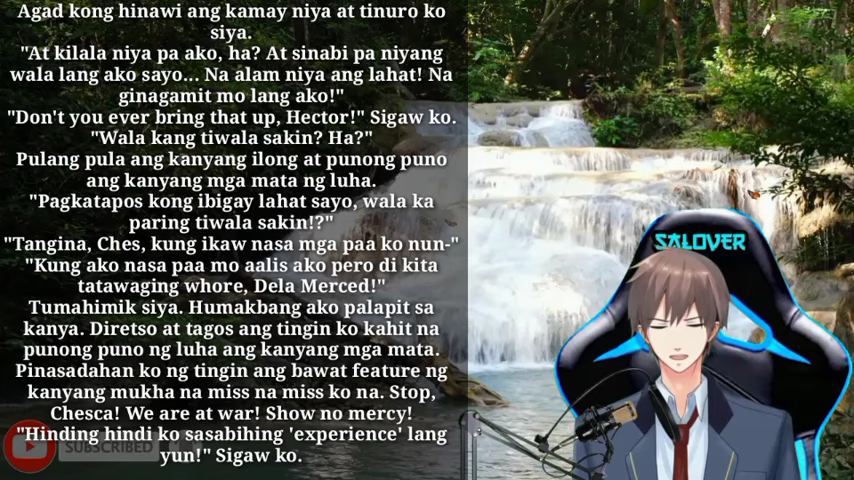 Agad kong hinawi ang kamay niya at tinuro ko
siya.
"At kilala niya pa ako, ha? At sinabi pa niyang
wala lang ako sayo... Na alam niya ang lahat! Na
ginagamit mo lang ako!"
"Don't you ever bring that up, Hector!" Sigaw ko.
"Wala kang tiwala sakin? Ha?"
Pulang pula ang kanyang ilong at punong puno
ang kanyang mga mata ng luha.
"Pagkatapos kong ibigay lahat sayo, wala ka
paring tiwala sakin!?"
"Tangina, Ches, kung ikaw nasa mga paa ko nun-"
"Kung ako nasa paa mo aalis ako pero di kita
tatawaging whore, Dela Merced!"
Tumahimik siya. Humakbang ako palapit sa
kanya. Diretso at tagos ang tingin ko kahit na
punong puno ng luha ang kanyang mga mata.
Pinasadahan ko ng tingin ang bawat feature ng
kanyang mukha na miss na miss ko na. Stop,
Chesca! We are at war! Show no mercy!
"Hinding hindi ko sasabihing 'experience' lang
yun!" Sigaw ko.
SUBSCRIBED
SALOVER